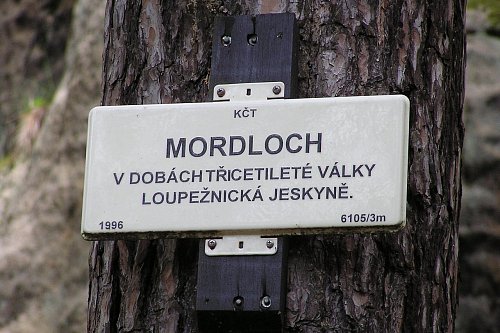 KČT
MORDLOCH
V DOBÁCH TŘICETILETÉ VÁLKY
LOUPEŽNICKÁ JESKYNĚ.
1996 6105/3m